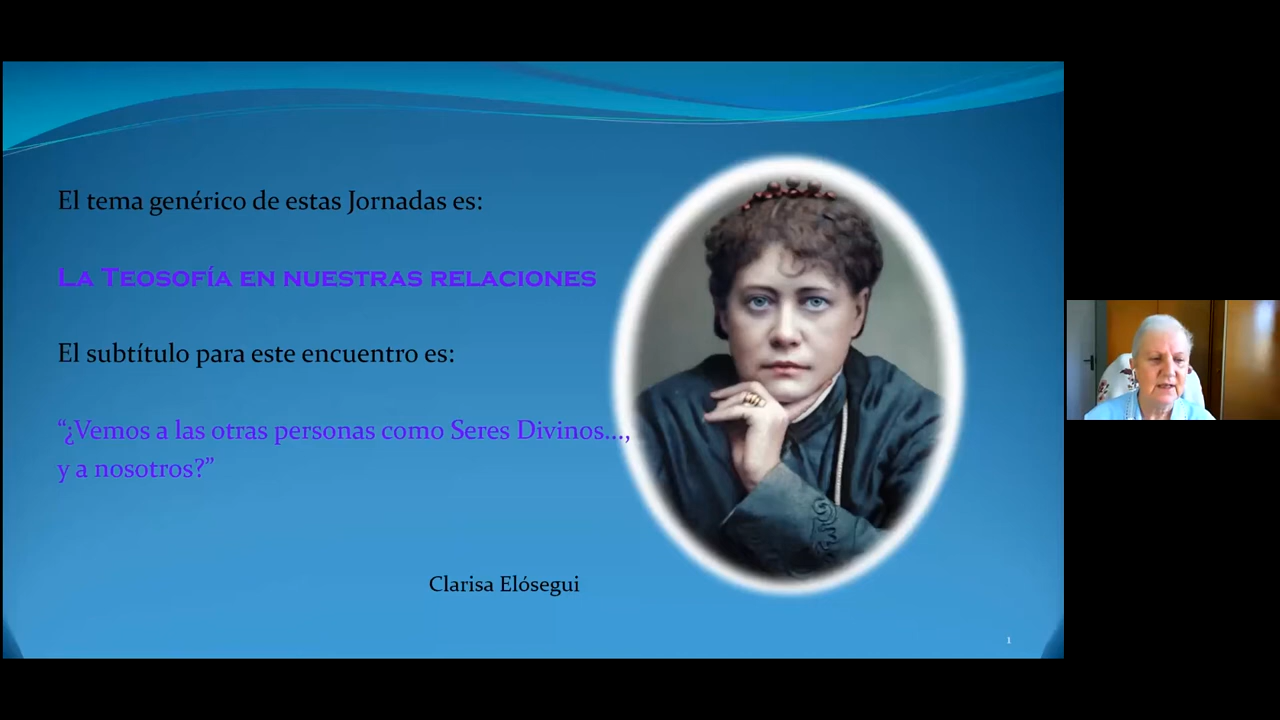 El tema genérico de estas Jornadas es:
La Teosofía en nuestras relaciones
El subtítulo para este encuentro es:
“¿Vemos a las otras personas como Seres Divinos...,
y a nosotros?”
Clarisa Elósegui
1